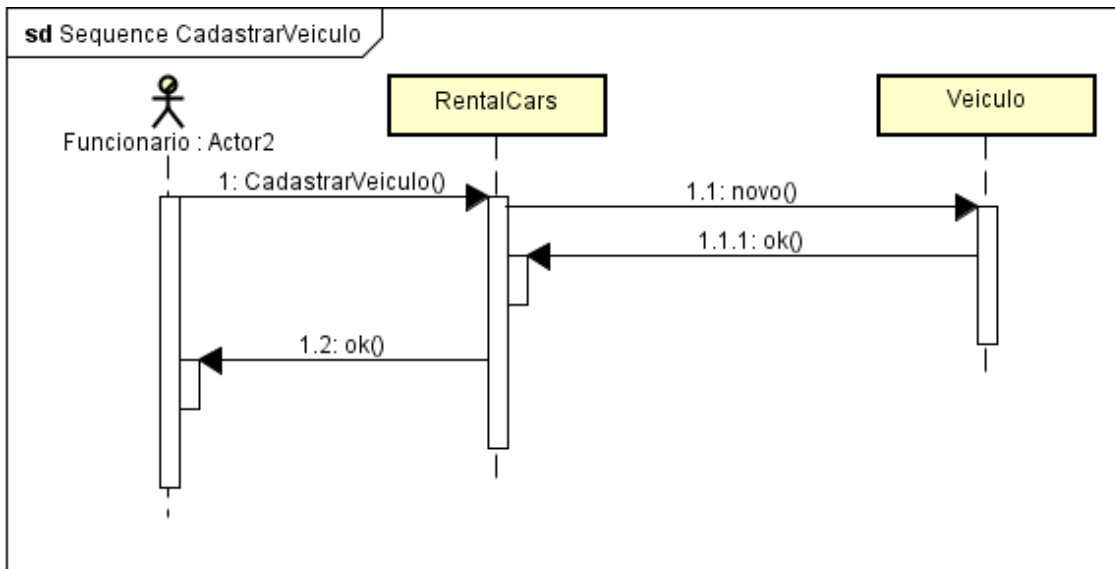 sd Sequence CadastrarVeiculo
Funcionario : Actor2
RentalCars
Veiculo
1: CadastrarVeiculo()
1.1: novo()
1.1.1: ok()
1.2: ok()